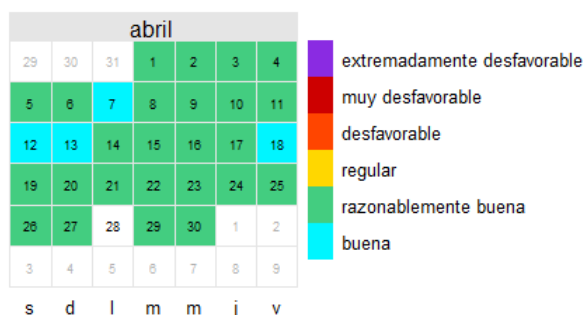 abril
29 30 31 1 2 3 4
5 6 7 8 9 10 11
12 13 14 15 16 17 18
19 20 21 22 23 24 25
26 27 28 29 30 1 2
3 4 5 6 7 8 9
s d l m m j v
extremadamente desfavorable
muy desfavorable
desfavorable
regular
razonablemente buena
buena